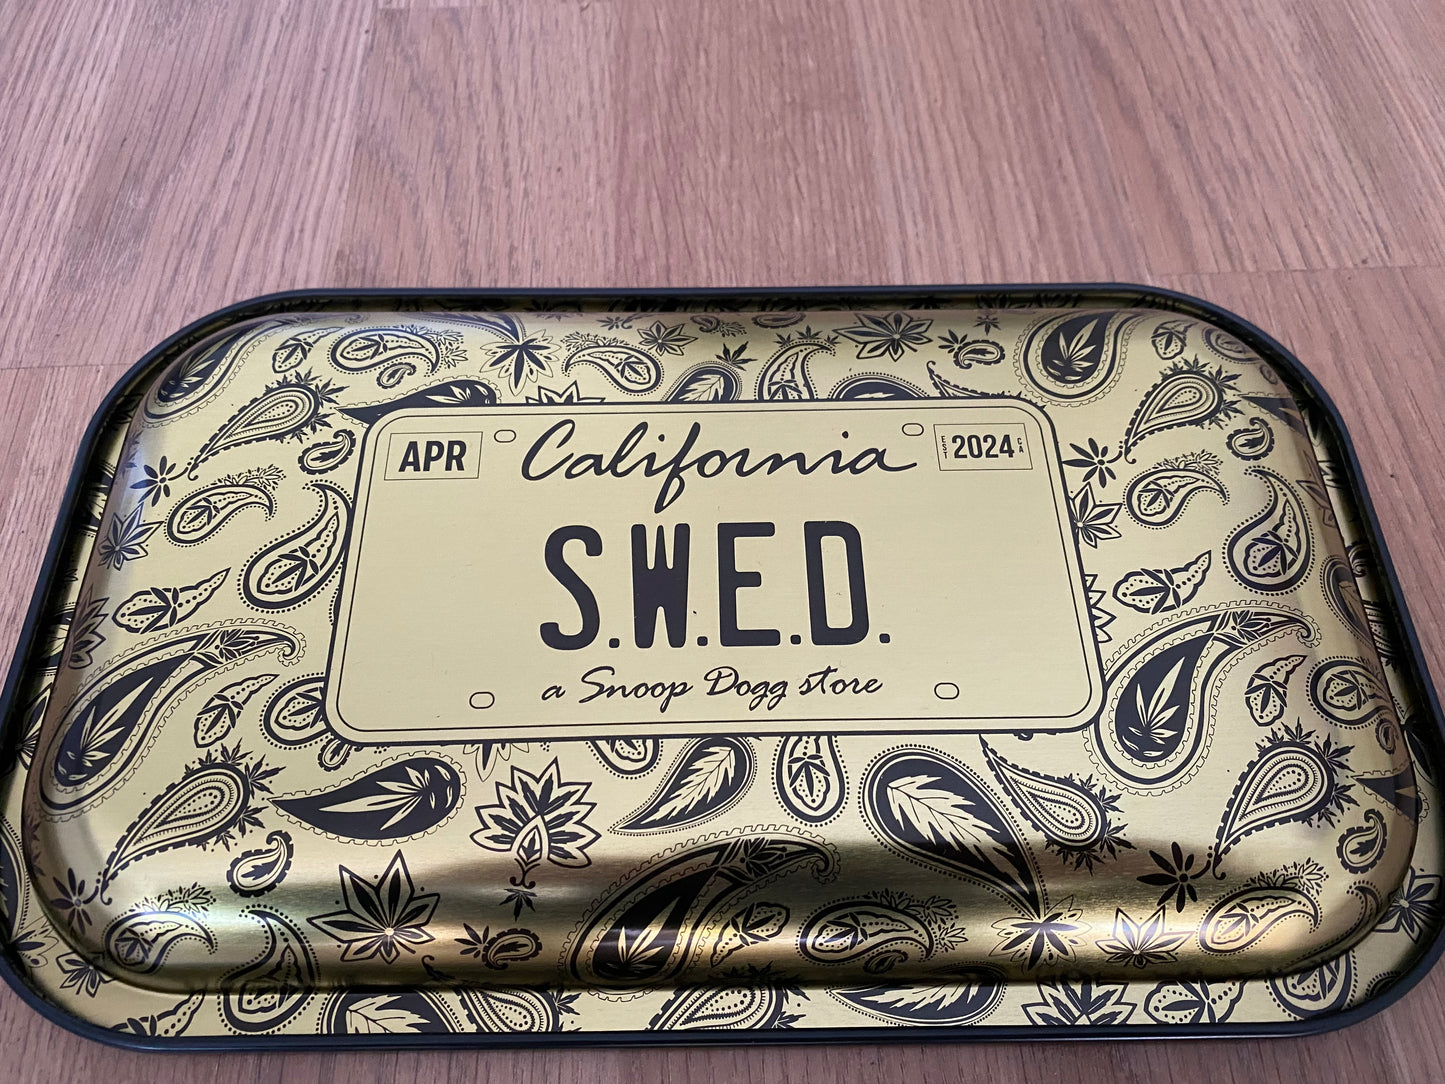 APR
California
EST 2024 CA
S.W.E.D.
a Snoop Dogg store